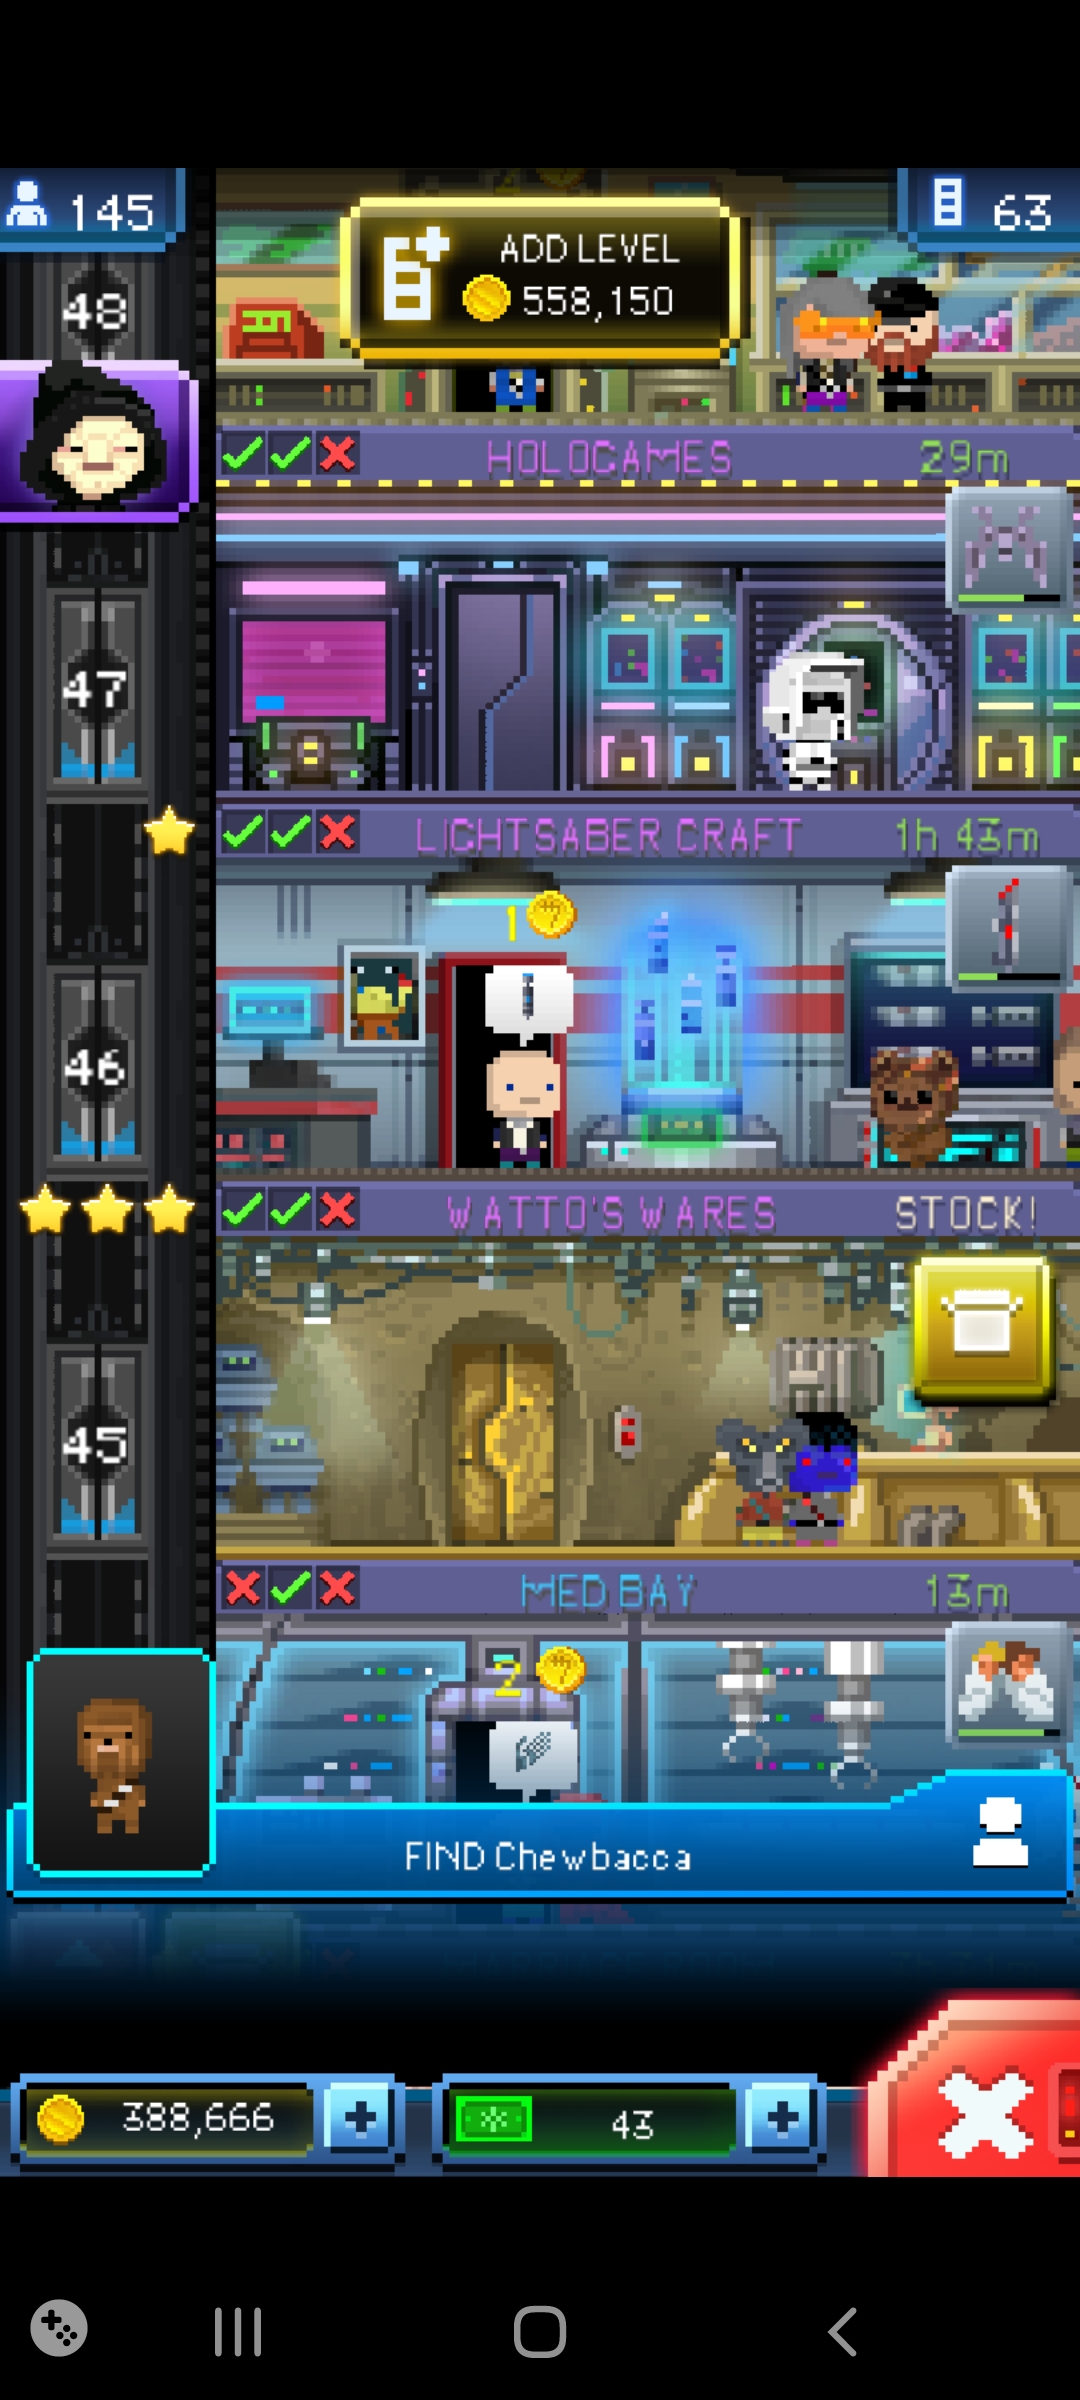 145
63
ADD LEVEL
558,150
48
HOLOGAMES 29m
47
LIGHTSABER CRAFT 1h 43m
1
46
WATTO'S WARES STOCK!
45
MED BAY 13m
2
FIND Chewbacca
388,666
43